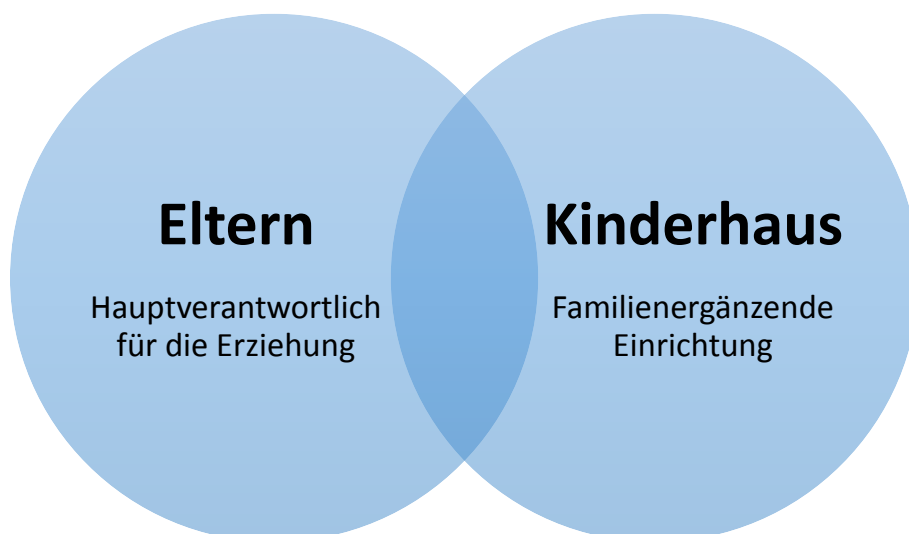 Eltern
Hauptverantwortlich
für die Erziehung
Kinderhaus
Familienergänzende
Einrichtung